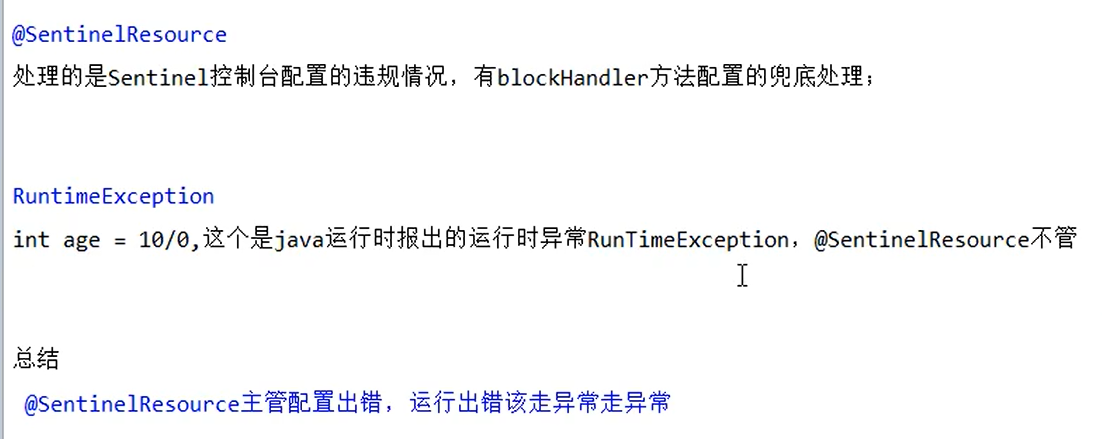 @SentinelResource
处理的是Sentinel控制台配置的违规情况，有blockHandler方法配置的兜底处理；
RuntimeException
int age = 10/0,这个是java运行时报出的运行时异常RunTimeException，@SentinelResource不管
总结
@SentinelResource主管配置出错，运行出错该走异常走异常